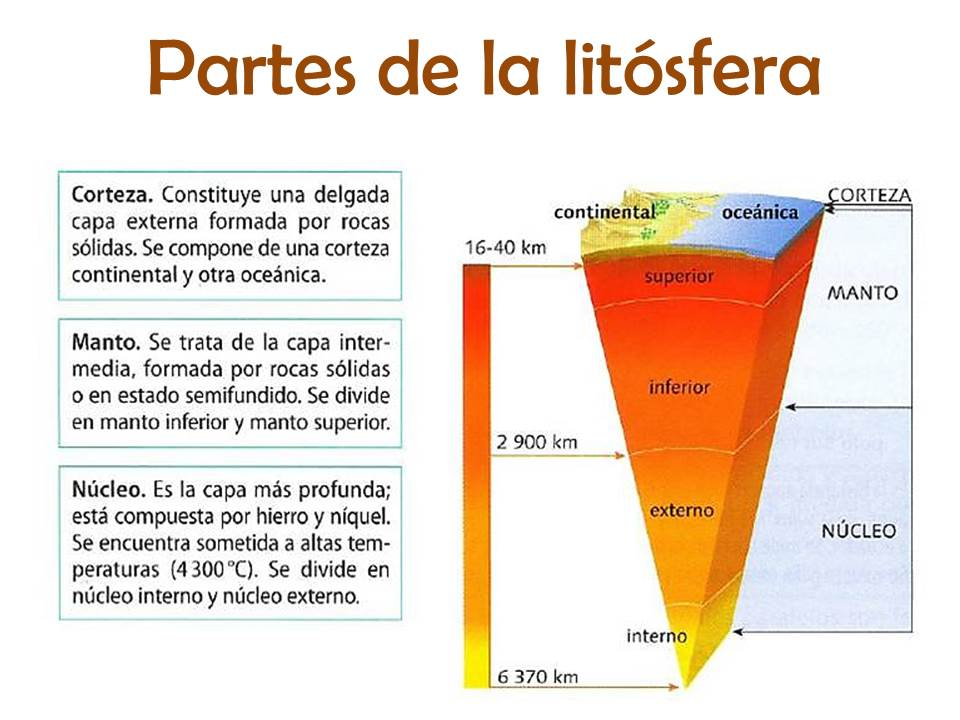 Partes de la litósfera
Corteza. Constituye una delgada
capa externa formada por rocas
sólidas. Se compone de una corteza
continental y otra oceánica.
Manto. Se trata de la capa inter-
media, formada por rocas sólidas
o en estado semifundido. Se divide
en manto inferior y manto superior.
Núcleo. Es la capa más profunda;
está compuesta por hierro y níquel.
Se encuentra sometida a altas tem-
peraturas (4 300 °C). Se divide en
núcleo interno y núcleo externo.
CORTEZA
continental
oceánica
16-40 km
superior
MANTO
inferior
2 900 km
externo
NÚCLEO
interno
6 370 km